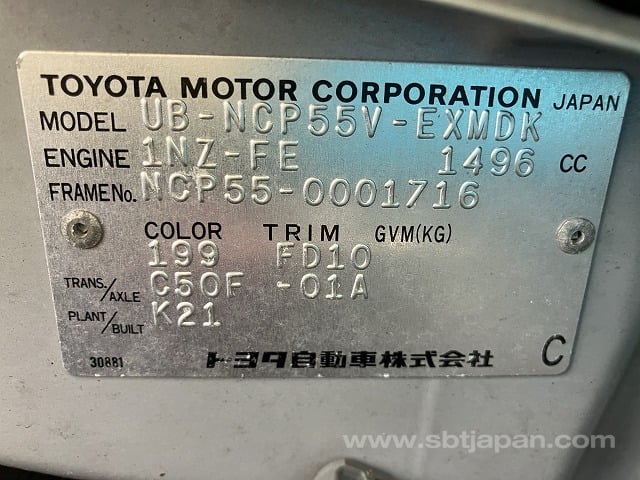 TOYOTA MOTOR CORPORATION JAPAN
MODEL UB-NCP55V-EXMDK
ENGINE 1NZ-FE 1496 CC
FRAME No. NCP55-0001716
COLOR TRIM GVM(KG)
199 FD10
TRANS./AXLE C50F -01A
PLANT/BUILT K21
30881 トヨタ自動車株式会社 C
www.sbtjapan.com